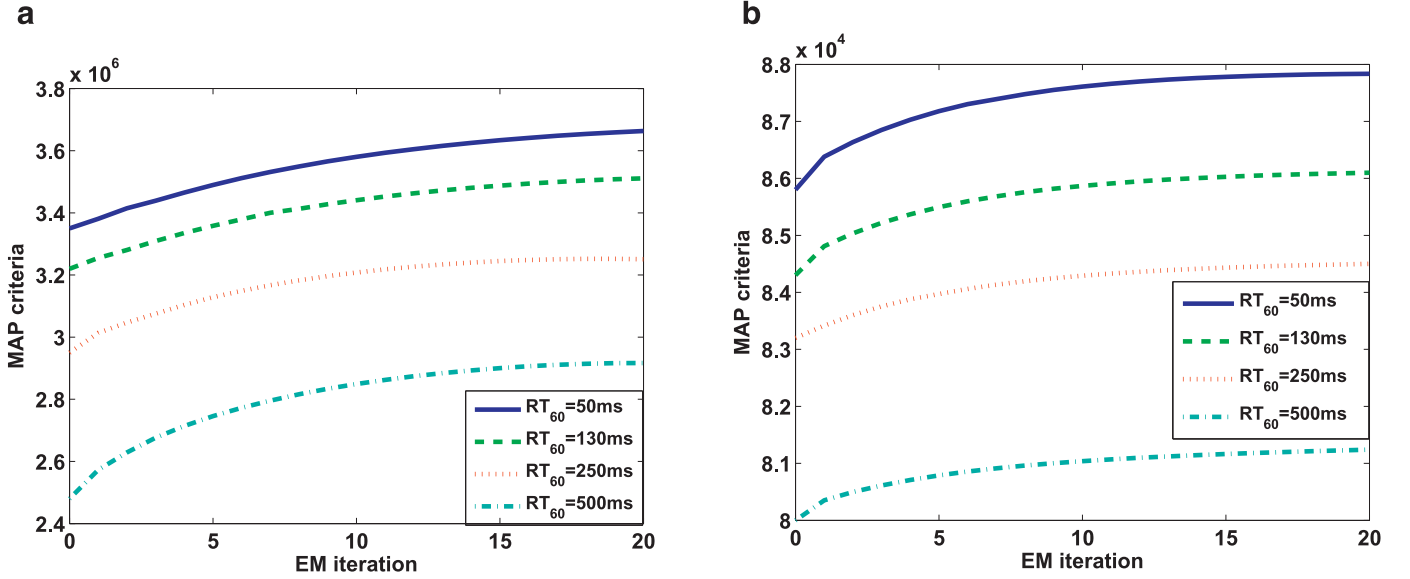 a
x 10^6
3.8
3.6
3.4
3.2
3
2.8
2.6
2.4
0 5 10 15 20
MAP criteria
EM iteration
RT60=50ms
RT60=130ms
RT60=250ms
RT60=500ms
b
x 10^4
8.8
8.7
8.6
8.5
8.4
8.3
8.2
8.1
8
0 5 10 15 20
MAP criteria
EM iteration
RT60=50ms
RT60=130ms
RT60=250ms
RT60=500ms